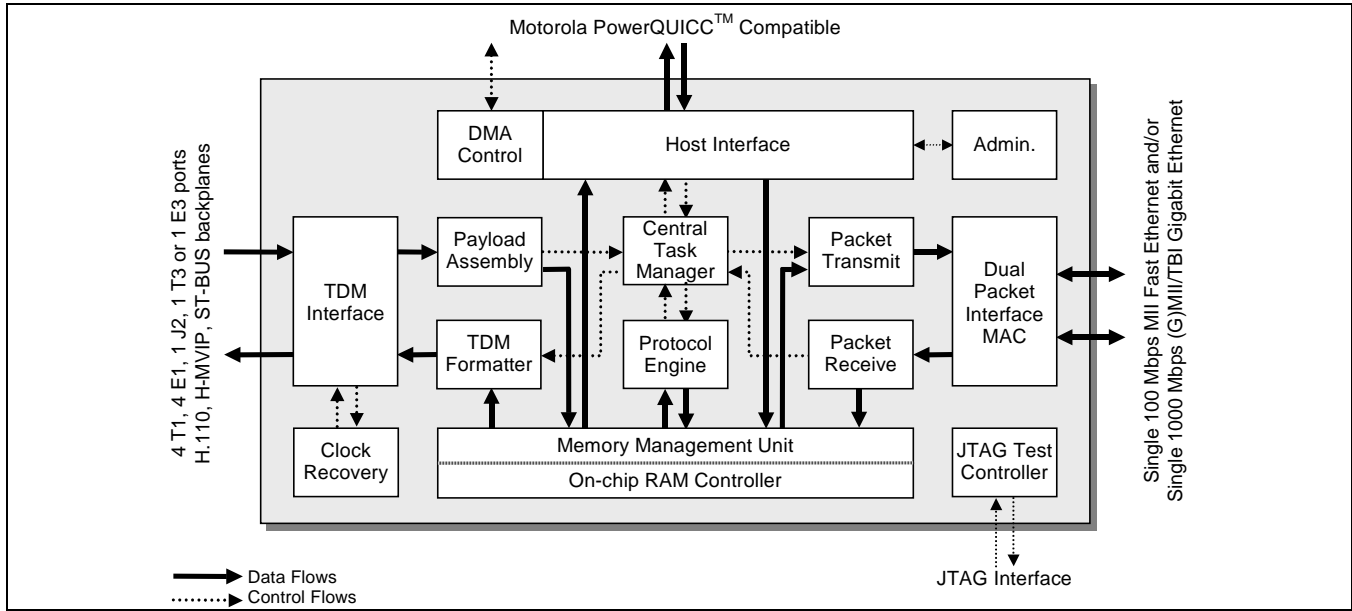 Motorola PowerQUICC™ Compatible
DMA
Control
Host Interface
Admin.
4 T1, 4 E1, 1 J2, 1 T3 or 1 E3 ports
H.110, H-MVIP, ST-BUS backplanes
TDM
Interface
Payload
Assembly
Central
Task
Manager
Packet
Transmit
Dual
Packet
Interface
MAC
Single 100 Mbps MII Fast Ethernet and/or
Single 1000 Mbps (G)MII/TBI Gigabit Ethernet
TDM
Formatter
Protocol
Engine
Packet
Receive
Clock
Recovery
Memory Management Unit
On-chip RAM Controller
JTAG Test
Controller
Data Flows
Control Flows
JTAG Interface